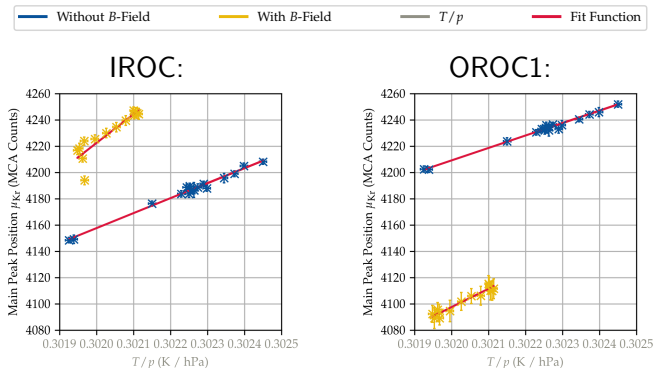 Without B-Field With B-Field T/p Fit Function
IROC: OROC1:
Main Peak Position μKr (MCA Counts)
4260
4240
4220
4200
4180
4160
4140
4120
4100
4080
0.3019 0.3020 0.3021 0.3022 0.3023 0.3024 0.3025
T/p (K / hPa)
Main Peak Position μKr (MCA Counts)
4260
4240
4220
4200
4180
4160
4140
4120
4100
4080
0.3019 0.3020 0.3021 0.3022 0.3023 0.3024 0.3025
T/p (K / hPa)